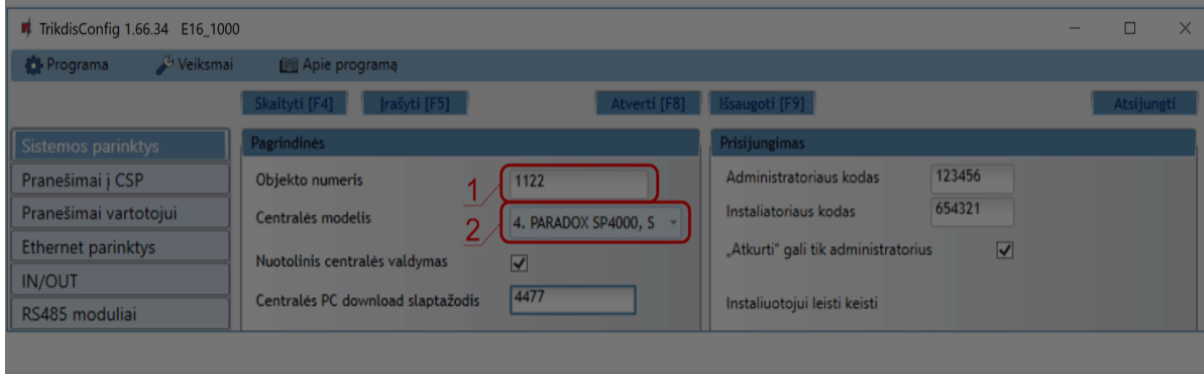 TrikdisConfig 1.66.34 E16_1000
Programa Veiksmai Apie programą
Skaityti [F4] Įrašyti [F5] Atverti [F8] Išsaugoti [F9] Atsijungti
Sistemos parinktys
Pranešimai į CSP
Pranešimai vartotojui
Ethernet parinktys
IN/OUT
RS485 moduliai
Pagrindinės
Objekto numeris 1 1122
Centralės modelis 2 4. PARADOX SP4000, S
Nuotolinis centralės valdymas
Centralės PC download slaptažodis 4477
Prisijungimas
Administratoriaus kodas 123456
Instaliatoriaus kodas 654321
„Atkurti“ gali tik administratorius
Instaliuotojui leisti keisti